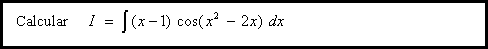 Calcular I = ∫ (x−1) cos(x² − 2x) dx